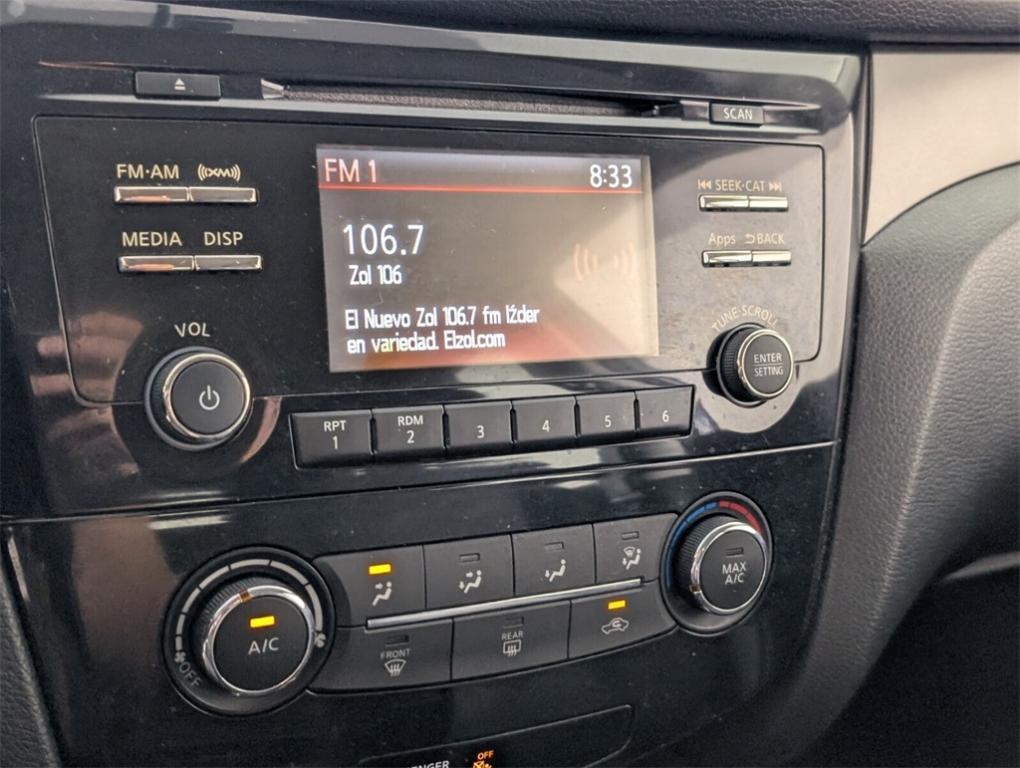 SCAN
FM·AM
XM
SEEK·CAT
MEDIA DISP
Apps BACK
FM 1 8:33
106.7
Zol 106
El Nuevo Zol 106.7 fm lžder
en variedad. Elzol.com
VOL
TUNE·SCROLL
ENTER
SETTING
RPT
1
RDM
2
3
4
5
6
A/C
OFF
MAX
A/C
FRONT
REAR
OFF